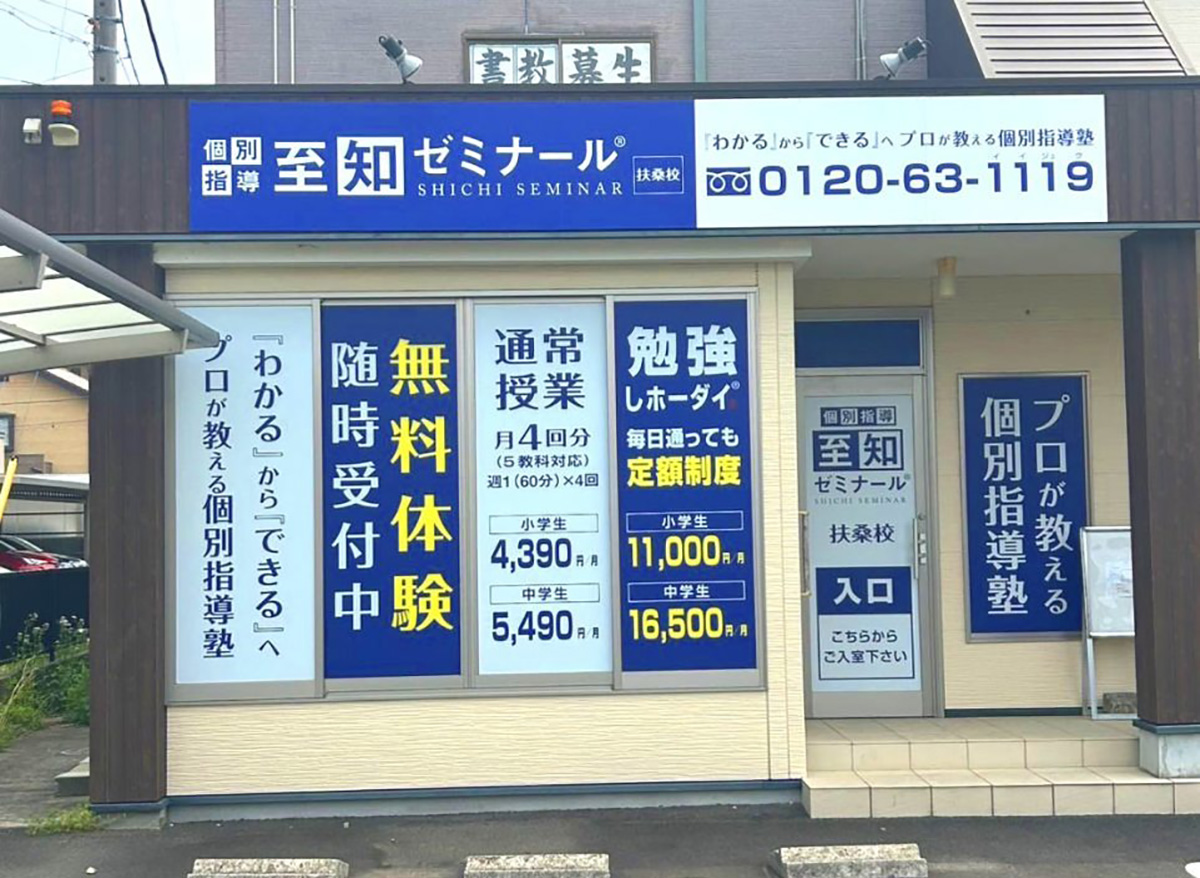 書教 募生
個別
指導
至知ゼミナール®
SHICHI SEMINAR
扶桑校
『わかる』から『できる』へ プロが教える個別指導塾
イイジュク
0120-63-1119
『わかる』から『できる』へ
プロが教える個別指導塾
無料体験
随時受付中
通常
授業
月4回分
(5教科対応)
週1(60分)×4回
小学生
4,390円/月
中学生
5,490円/月
勉強
しホーダイ®
毎日通っても
定額制度
小学生
11,000円/月
中学生
16,500円/月
個別指導
至知
ゼミナール®
SHICHI SEMINAR
扶桑校
入口
こちらから
ご入室下さい
プロが教える
個別指導塾